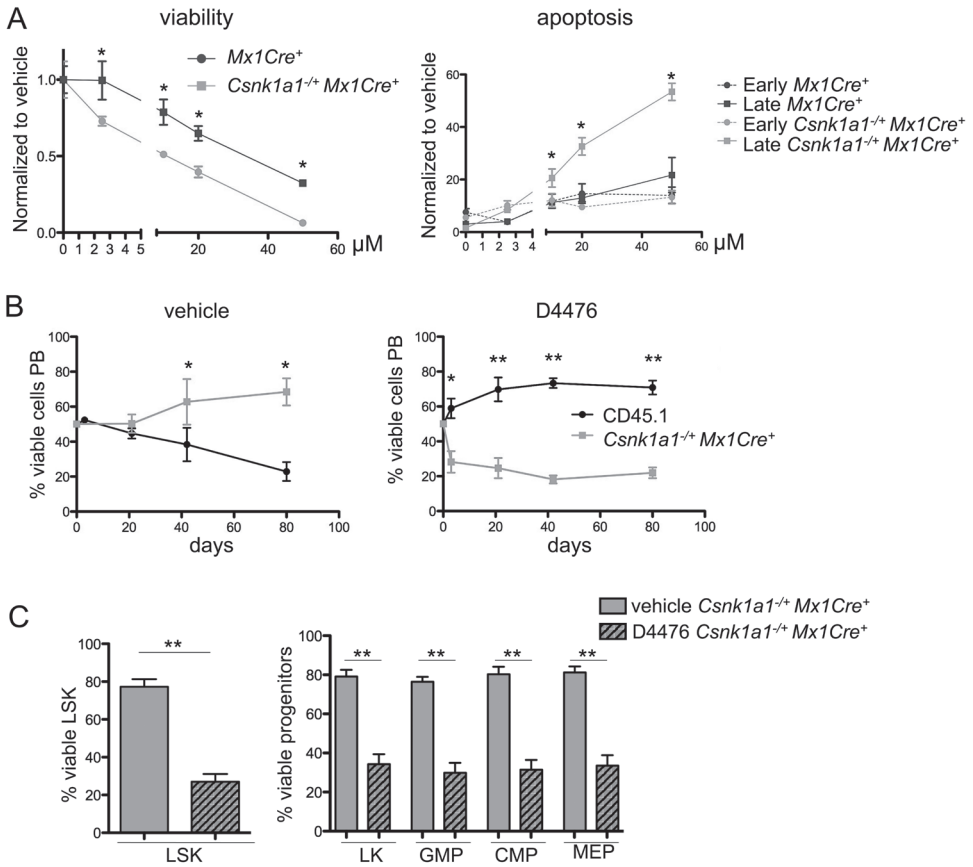 A
viability
Normalized to vehicle
1.0
0.5
0.0
0 1 2 3 4 5
20 40 60
µM
*
*
*
*
Mx1Cre+
Csnk1a1-/+ Mx1Cre+
apoptosis
Normalized to vehicle
60
40
20
0
0 1 2 3 4
20 40 60
µM
*
*
*
Early Mx1Cre+
Late Mx1Cre+
Early Csnk1a1-/+ Mx1Cre+
Late Csnk1a1-/+ Mx1Cre+
B
vehicle
% viable cells PB
100
80
60
40
20
0
0 20 40 60 80 100
days
* *
D4476
% viable cells PB
100
80
60
40
20
0
0 20 40 60 80 100
days
* ** ** **
CD45.1
Csnk1a1-/+ Mx1Cre+
C
vehicle Csnk1a1-/+ Mx1Cre+
D4476 Csnk1a1-/+ Mx1Cre+
% viable LSK
100
80
60
40
20
0
**
LSK
% viable progenitors
100
80
60
40
20
0
** ** ** **
LK GMP CMP MEP